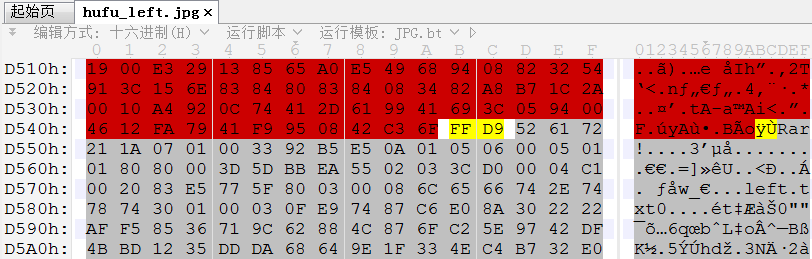 起始页 hufu_left.jpg ×
编辑方式: 十六进制(H) 运行脚本 运行模板: JPG.bt
0 1 2 3 4 5 6 7 8 9 A B C D E F 0123456789ABCDEF
D510h: 19 00 E3 29 13 85 65 A0 E5 49 68 94 08 82 32 54 ..ã).…e åIh".‚2T
D520h: 91 3C 15 6E 83 84 80 83 84 08 34 82 A8 B7 1C 2A '<.nƒ„€ƒ„.4‚¨·.*
D530h: 00 10 A4 92 0C 74 41 2D 61 99 41 69 3C 05 94 00 ..¤'.tA-a™Ai<.".
D540h: 46 12 FA 79 41 F9 95 08 42 C3 6F FF D9 52 61 72 F.úyAù•.BÃoÿÙRar
D550h: 21 1A 07 01 00 33 92 B5 E5 0A 01 05 06 00 05 01 !....3'µå.......
D560h: 01 80 80 00 3D 5D BB EA 55 02 03 3C D0 00 04 C1 .€€.=]»êU..<Ð..Á
D570h: 00 20 83 E5 77 5F 80 03 00 08 6C 65 66 74 2E 74 . ƒåw_€...left.t
D580h: 78 74 30 01 00 03 0F E9 74 87 C6 E0 8A 30 22 22 xt0....ét‡ÆàŠ0""
D590h: AF F5 85 36 71 9C 62 88 4C 87 6F C2 5E 97 42 DF ¯õ…6qœbˆL‡oÂ^—Bß
D5A0h: 4B BD 12 35 DD DA 68 64 9E 1F 33 4E C4 B7 32 E0 K½.5ÝÚhdž.3NÄ·2à